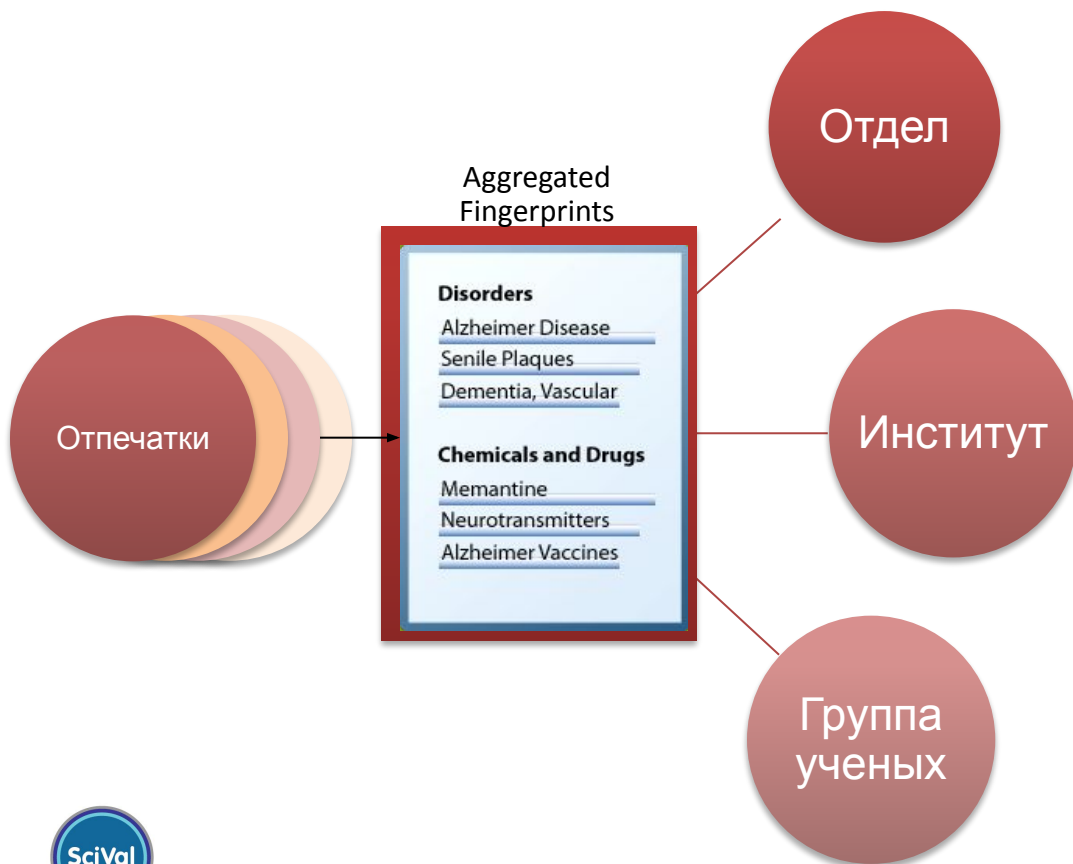 Отдел
Aggregated
Fingerprints
Disorders
Alzheimer Disease
Senile Plaques
Dementia, Vascular
Отпечатки
Институт
Chemicals and Drugs
Memantine
Neurotransmitters
Alzheimer Vaccines
Группа
ученых
SciVal